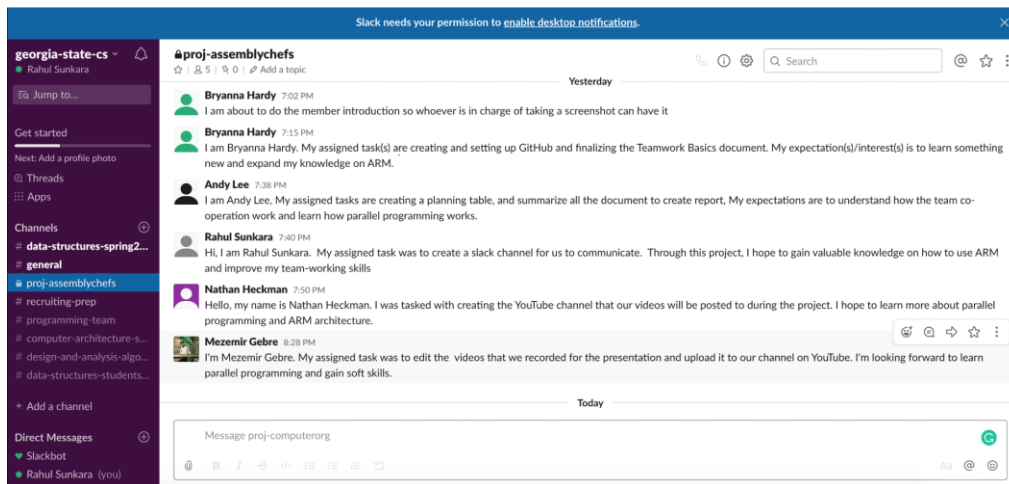 Slack needs your permission to enable desktop notifications.
georgia-state-cs
Rahul Sunkara
Jump to...
Get started
Next: Add a profile photo
Threads
Apps
Channels
# data-structures-spring2...
# general
proj-assemblychefs
# recruiting-prep
# programming-team
# computer-architecture-s...
# design-and-analysis-algo...
# data-structures-students...
+ Add a channel
Direct Messages
Slackbot
Rahul Sunkara (you)
proj-assemblychefs
5 | 0 | Add a topic
Search
Yesterday
Bryanna Hardy 7:02 PM
I am about to do the member introduction so whoever is in charge of taking a screenshot can have it
Bryanna Hardy 7:15 PM
I am Bryanna Hardy. My assigned task(s) are creating and setting up GitHub and finalizing the Teamwork Basics document. My expectation(s)/interest(s) is to learn something
new and expand my knowledge on ARM.
Andy Lee 7:38 PM
I am Andy Lee, My assigned tasks are creating a planning table, and summarize all the document to create report, My expectations are to understand how the team co-
operation work and learn how parallel programming works.
Rahul Sunkara 7:40 PM
Hi, I am Rahul Sunkara. My assigned task was to create a slack channel for us to communicate. Through this project, I hope to gain valuable knowledge on how to use ARM
and improve my team-working skills
Nathan Heckman 7:50 PM
Hello, my name is Nathan Heckman. I was tasked with creating the YouTube channel that our videos will be posted to during the project. I hope to learn more about parallel
programming and ARM architecture.
Mezemir Gebre 8:28 PM
I'm Mezemir Gebre. My assigned task was to edit the videos that we recorded for the presentation and upload it to our channel on YouTube. I'm looking forward to learn
parallel programming and gain soft skills.
Today
Message proj-computerorg
B I S </> Aa @